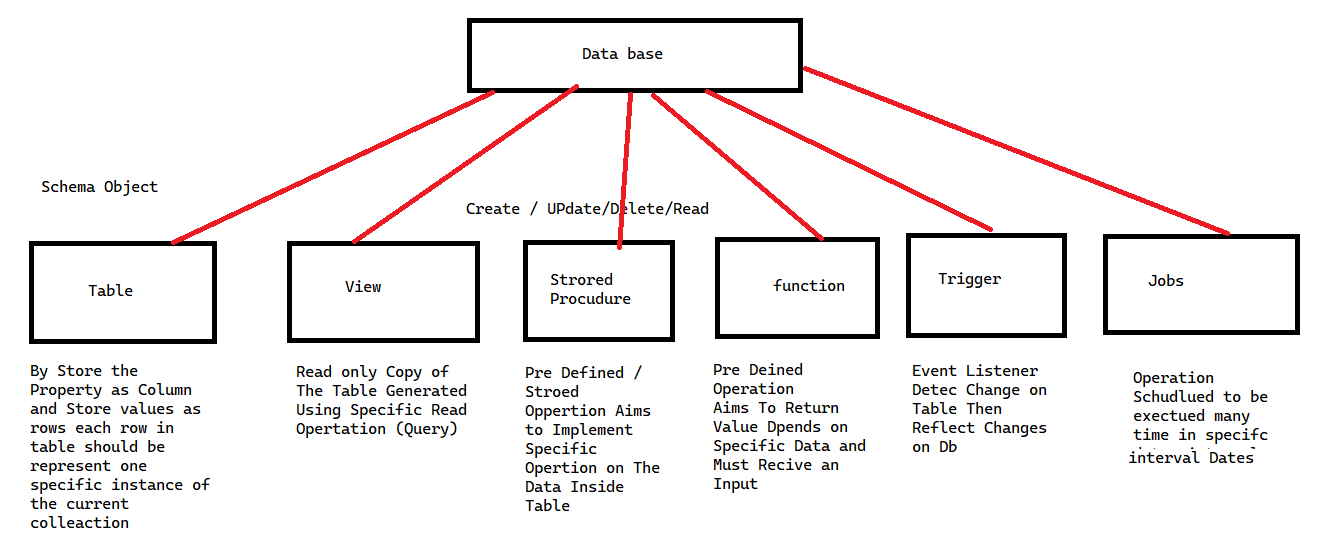 Data base
Schema Object
Create / UPdate/Delete/Read
Table
View
Strored
Procudure
function
Trigger
Jobs
By Store the
Property as Column
and Store values as
rows each row in
table should be
represent one
specific instance of
the current
colleaction
Read only Copy of
The Table Generated
Using Specific Read
Opertation (Query)
Pre Defined /
Stroed
Oppertion Aims
to Implement
Specific
Opertion on The
Data Inside
Table
Pre Deined
Operation
Aims To Return
Value Dpends on
Specific Data and
Must Recive an
Input
Event Listener
Detec Change on
Table Then
Reflect Changes
on Db
Operation
Schudlued to be
exectued many
time in specifc
interval Dates